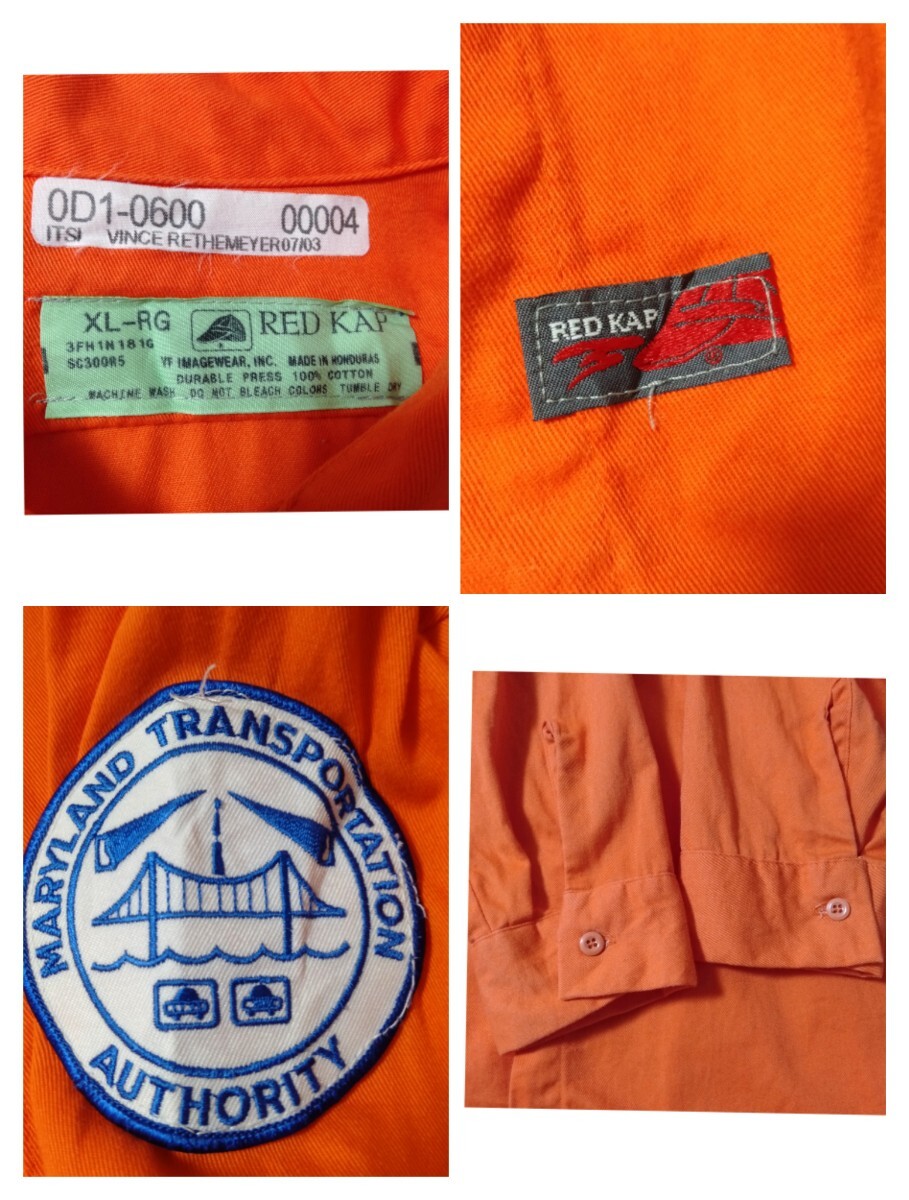 0D1-0600 00004
ITSI VINCE RETHEMEYER07/03
XL-RG RED KAP
3FH1N181G
SC300R5 VF IMAGEWEAR, INC. MADE IN HONDURAS
DURABLE PRESS 100% COTTON
MACHINE WASH DO NOT BLEACH COLORS TUMBLE DRY
RED KAP
®
MARYLAND TRANSPORTATION
AUTHORITY